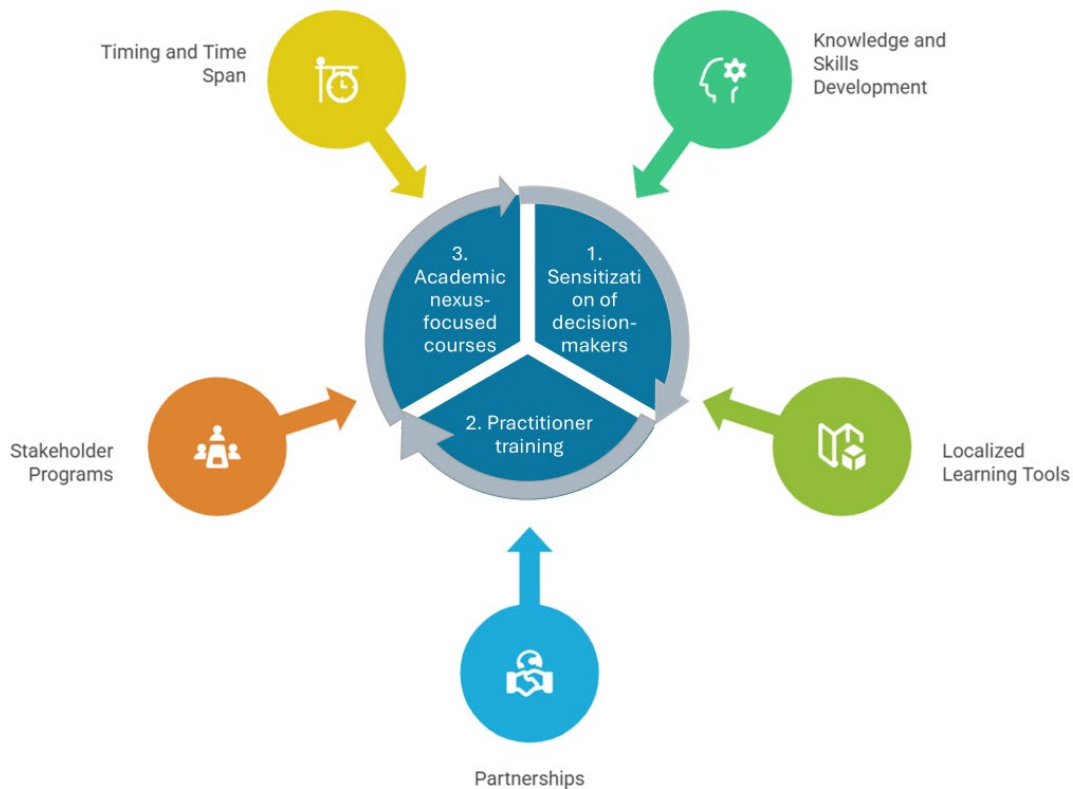 Timing and Time
Span
Knowledge and
Skills
Development
3.
Academic
nexus-
focused
courses
1.
Sensitizati
on of
decision-
makers
2. Practitioner
training
Stakeholder
Programs
Localized
Learning Tools
Partnerships